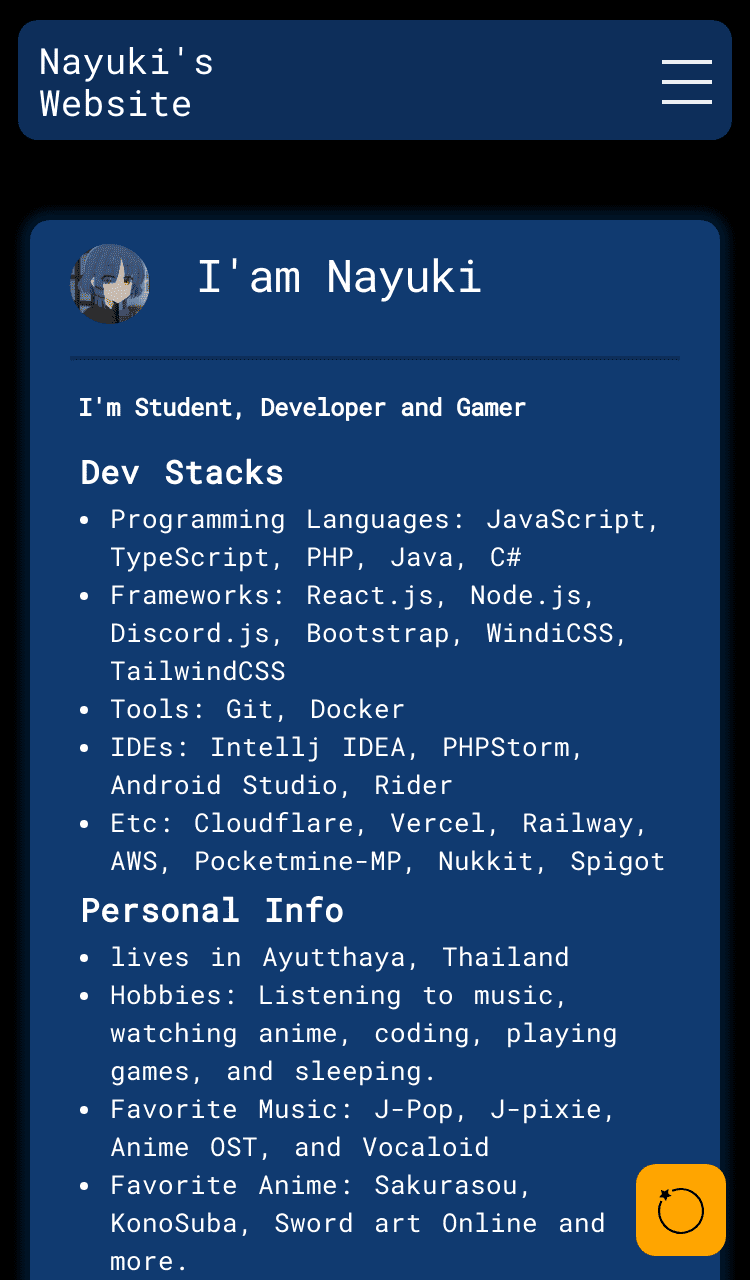 Nayuki's
Website
I'am Nayuki
I'm Student, Developer and Gamer
Dev Stacks
• Programming Languages: JavaScript,
TypeScript, PHP, Java, C#
• Frameworks: React.js, Node.js,
Discord.js, Bootstrap, WindiCSS,
TailwindCSS
• Tools: Git, Docker
• IDEs: Intellj IDEA, PHPStorm,
Android Studio, Rider
• Etc: Cloudflare, Vercel, Railway,
AWS, Pocketmine-MP, Nukkit, Spigot
Personal Info
• lives in Ayutthaya, Thailand
• Hobbies: Listening to music,
watching anime, coding, playing
games, and sleeping.
• Favorite Music: J-Pop, J-pixie,
Anime OST, and Vocaloid
• Favorite Anime: Sakurasou,
KonoSuba, Sword art Online and
more.